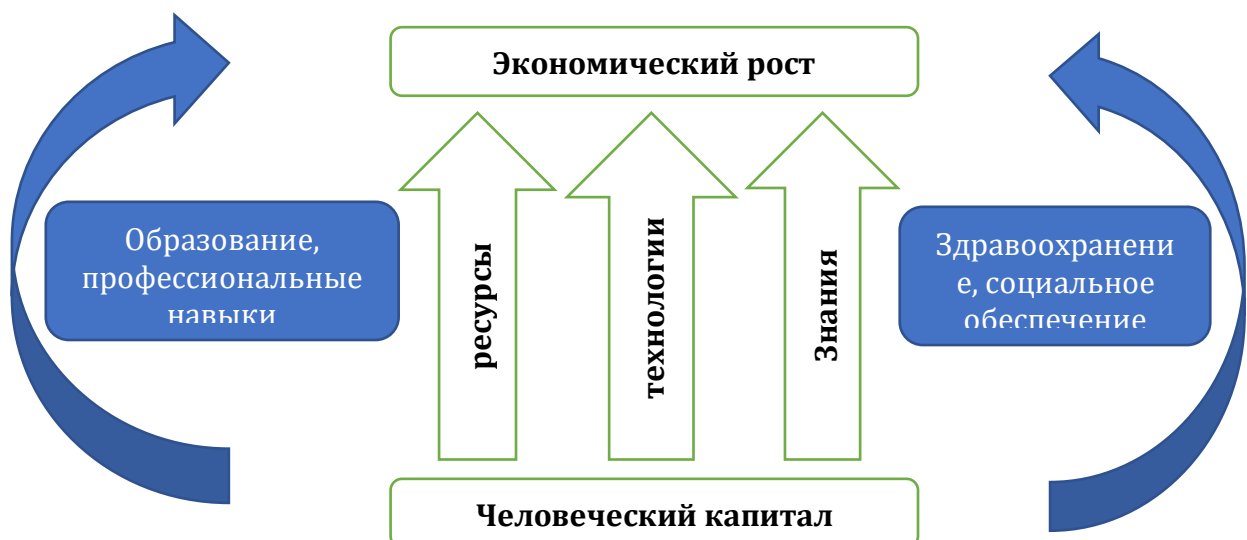 Экономический рост
Образование,
профессиональные
навыки
ресурсы
технологии
Знания
Здравоохранени
е, социальное
обеспечение
Человеческий капитал